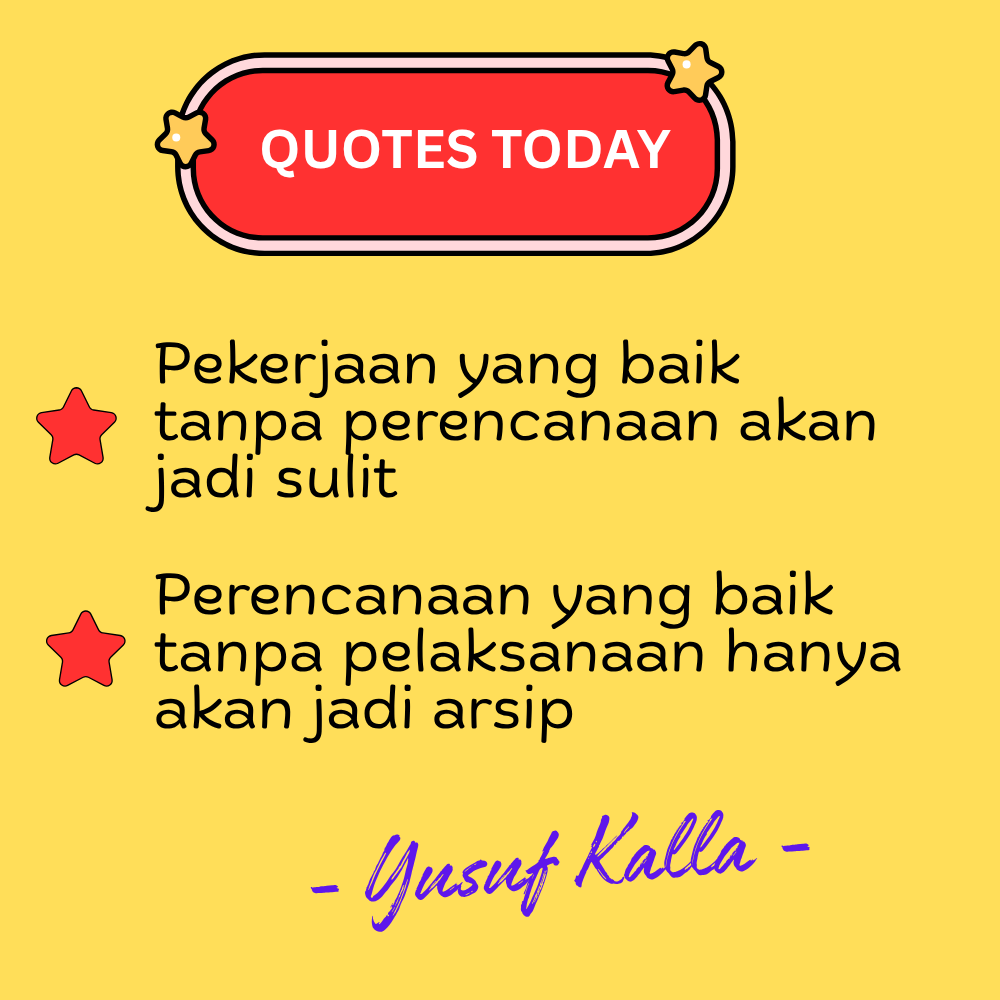 QUOTES TODAY
Pekerjaan yang baik
tanpa perencanaan akan
jadi sulit
Perencanaan yang baik
tanpa pelaksanaan hanya
akan jadi arsip
- Yusuf Kalla -